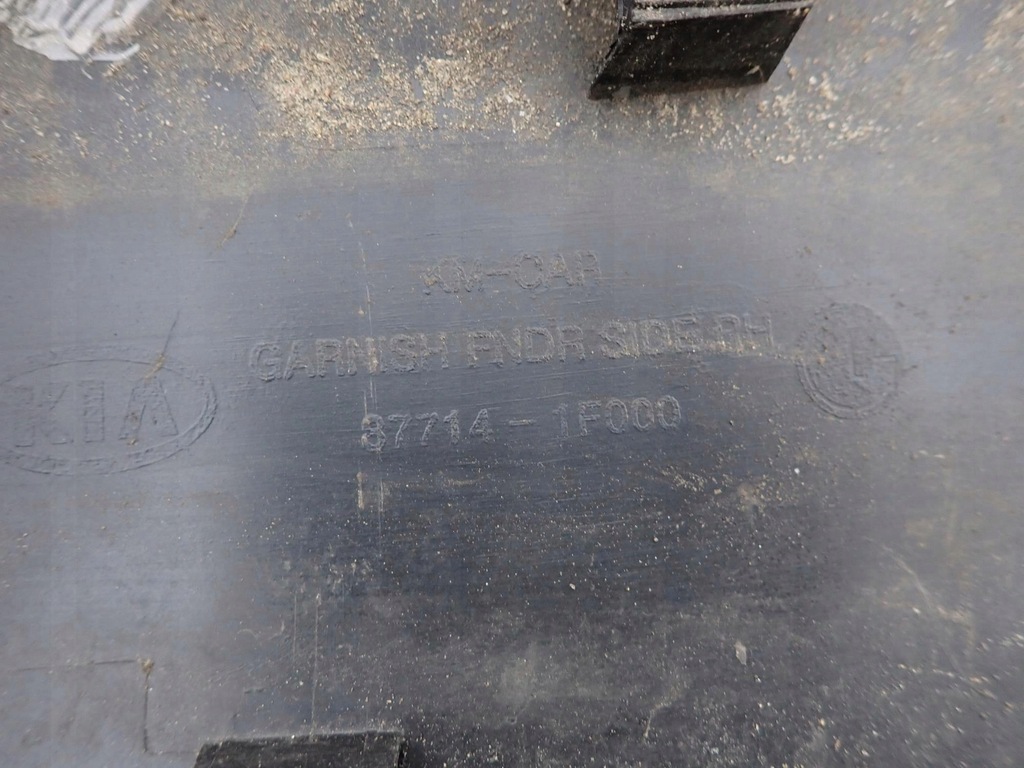 KM-CAR
GARNISH FNDR SIDE RH
KIA
87714-1F000